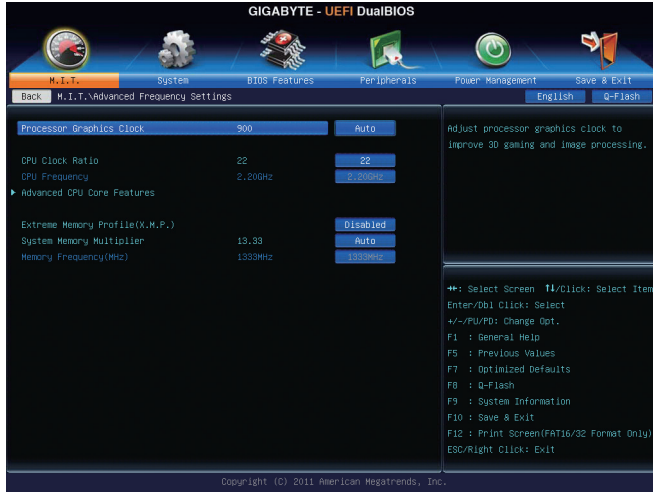 GIGABYTE - UEFI DualBIOS
M.I.T. System BIOS Features Peripherals Power Management Save & Exit
Back M.I.T.\Advanced Frequency Settings English Q-Flash
Processor Graphics Clock 900 Auto
CPU Clock Ratio 22 22
CPU Frequency 2.20GHz 2.20GHz
Advanced CPU Core Features
Extreme Memory Profile(X.M.P.) Disabled
System Memory Multiplier 13.33 Auto
Memory Frequency(MHz) 1333MHz 1333MHz
Adjust processor graphics clock to
improve 3D gaming and image processing.
→←: Select Screen ↑↓/Click: Select Item
Enter/Dbl Click: Select
+/-/PU/PD: Change Opt.
F1 : General Help
F5 : Previous Values
F7 : Optimized Defaults
F8 : Q-Flash
F9 : System Information
F10 : Save & Exit
F12 : Print Screen(FAT16/32 Format Only)
ESC/Right Click: Exit
Copyright (C) 2011 American Megatrends, Inc.